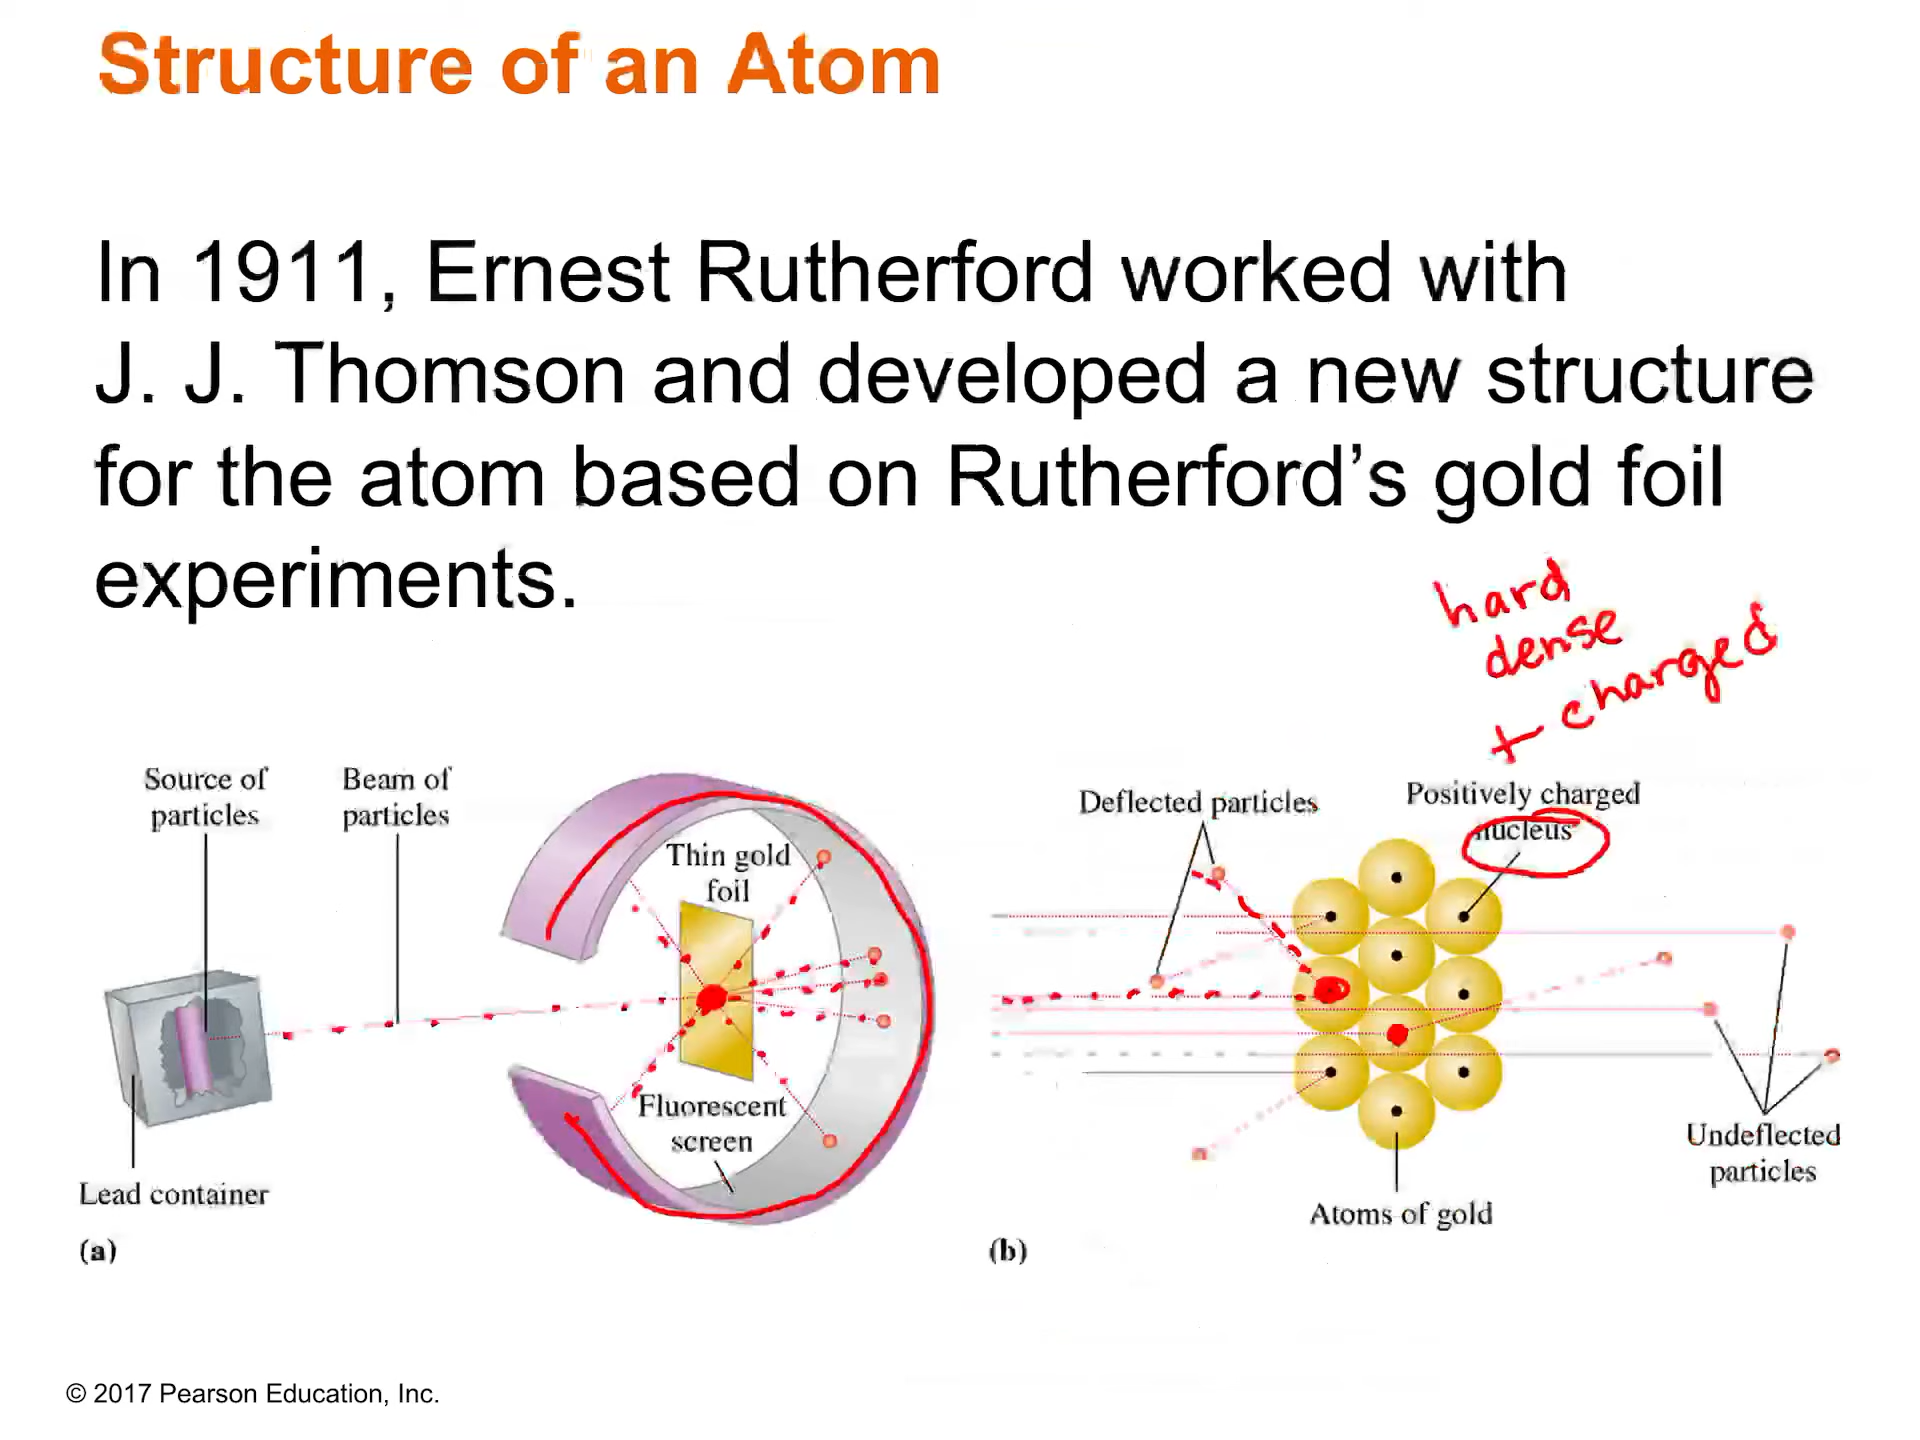 Structure of an Atom
In 1911, Ernest Rutherford worked with
J. J. Thomson and developed a new structure
for the atom based on Rutherford’s gold foil
experiments.
hard
dense
+ charged
Source of
particles
Beam of
particles
Thin gold
foil
Fluorescent
screen
Lead container
(a)
Deflected particles
Positively charged
nucleus
Undeflected
particles
Atoms of gold
(b)
© 2017 Pearson Education, Inc.